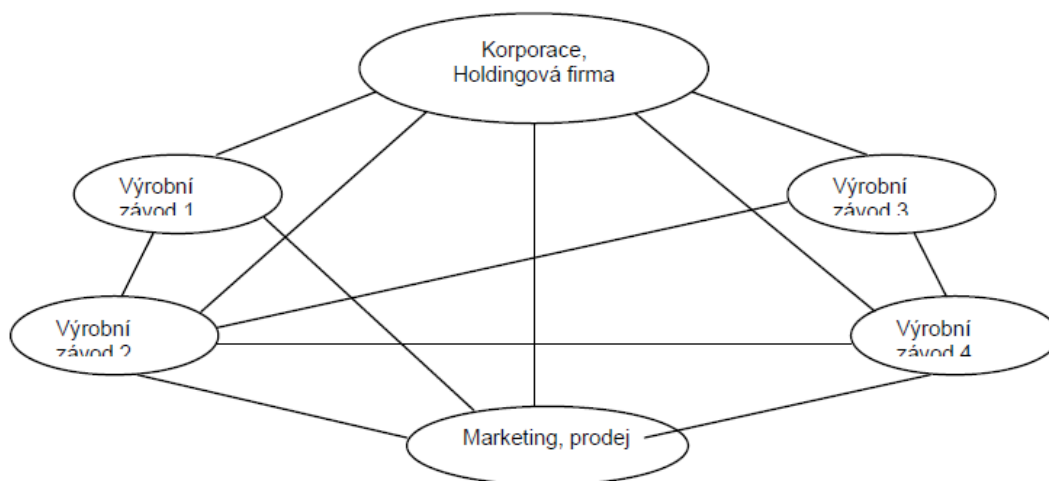 Korporace,
Holdingová firma
Výrobní
závod 1
Výrobní
závod 3
Výrobní
závod 2
Výrobní
závod 4
Marketing, prodej